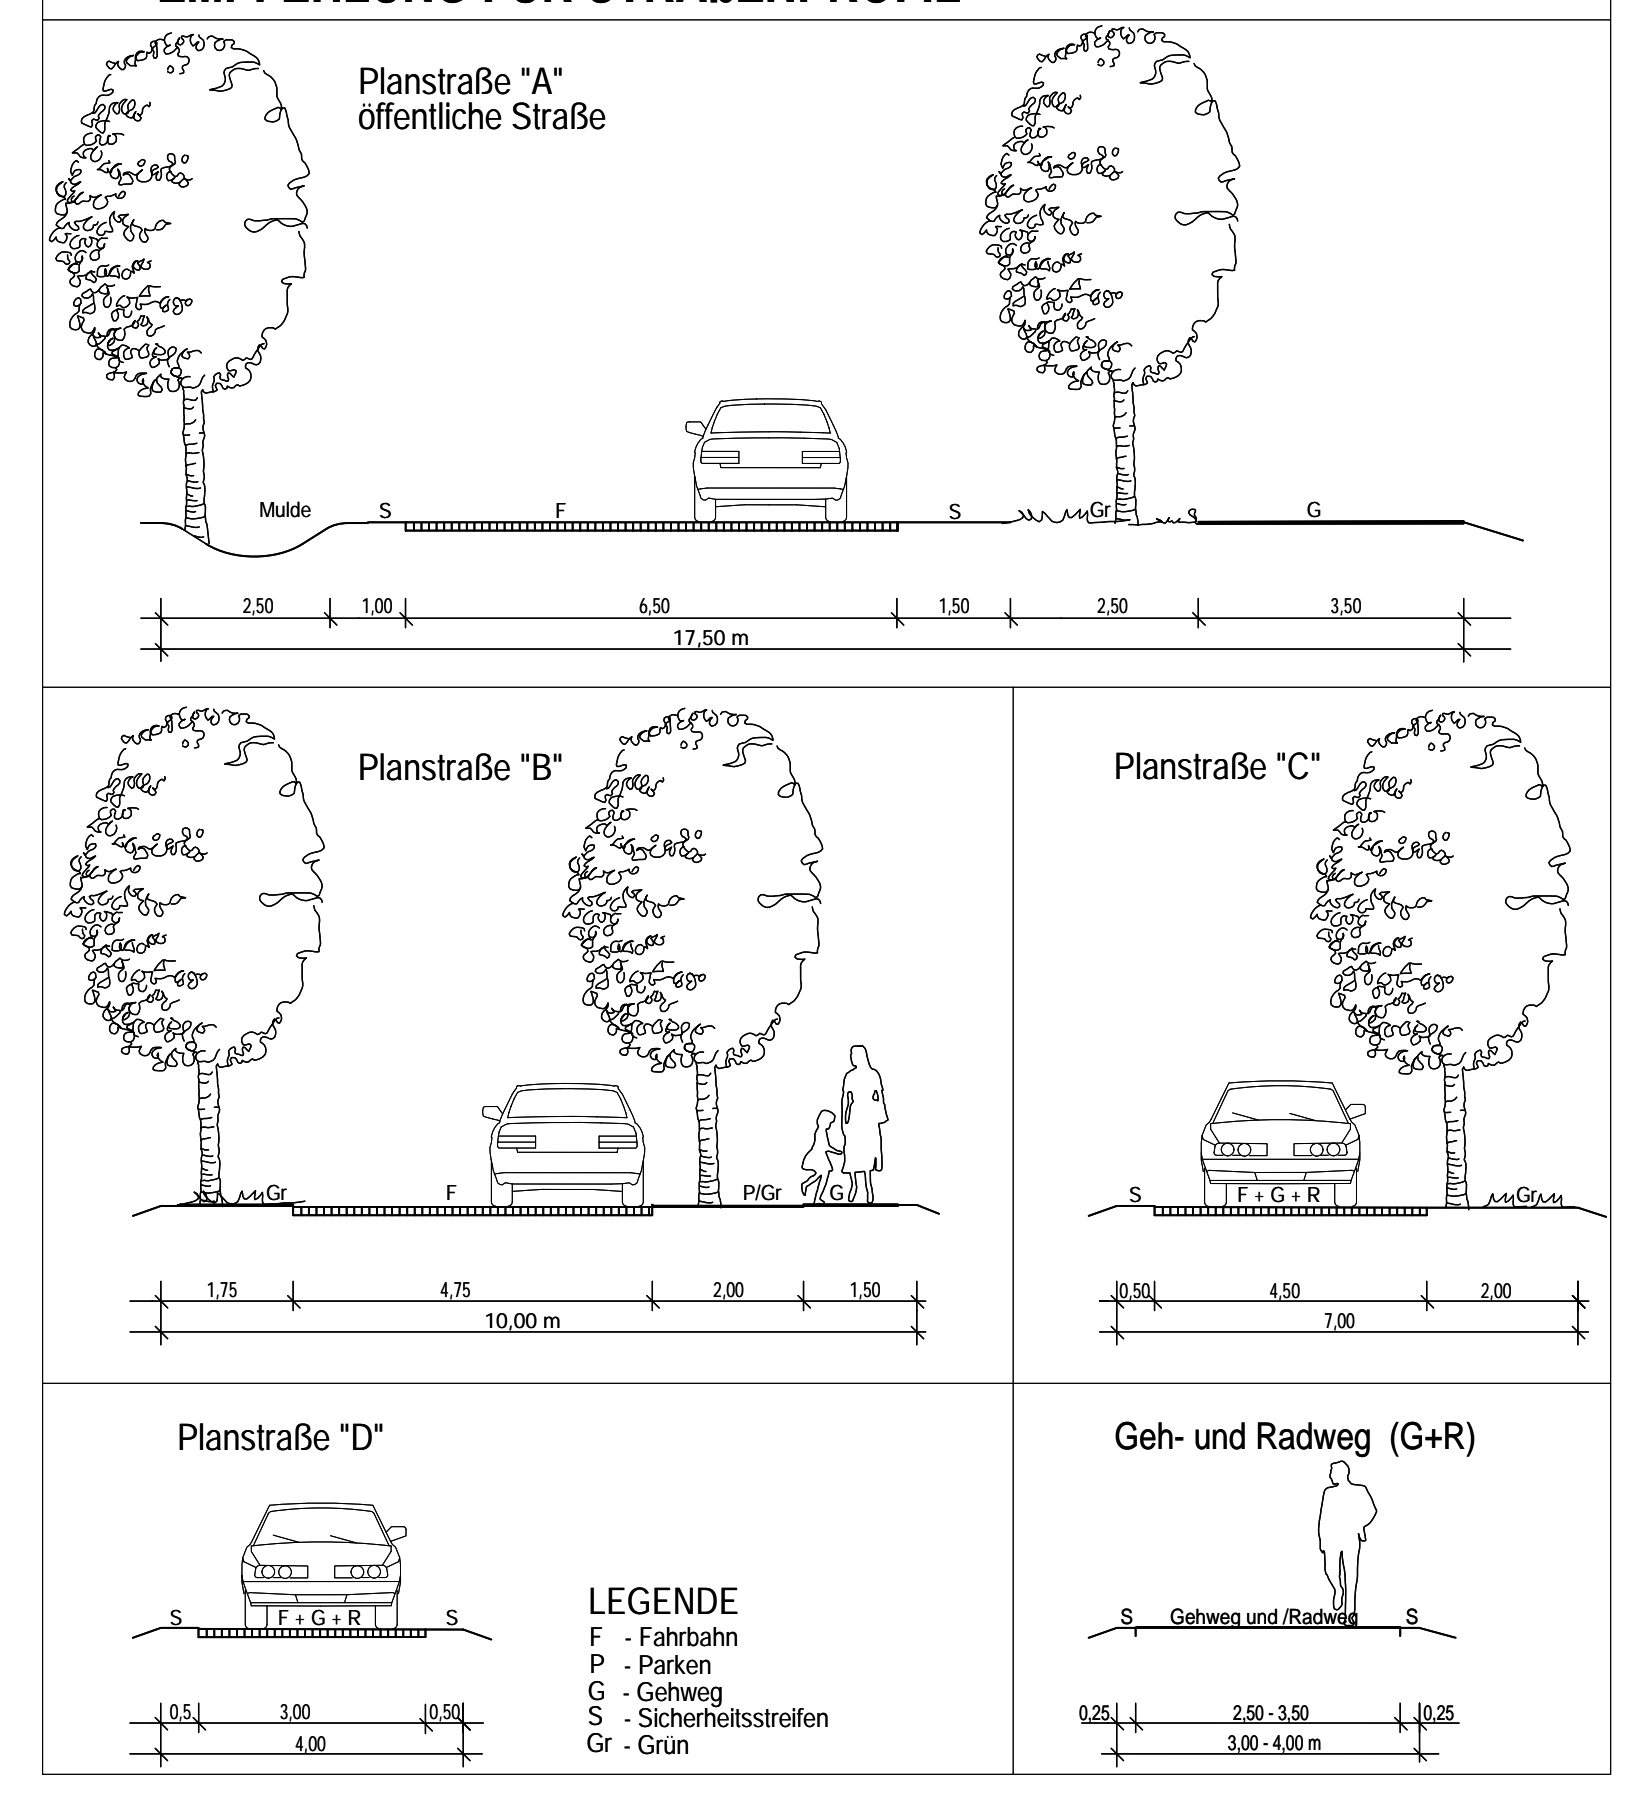 EMPFEHLUNG FÜR STRAßENPROFILE
Planstraße "A"
öffentliche Straße
Mulde S F S Gr S G
2,50 1,00 6,50 1,50 2,50 3,50
17,50 m
Planstraße "B"
Gr F P/Gr G
1,75 4,75 2,00 1,50
10,00 m
Planstraße "C"
S F + G + R Gr
0,50 4,50 2,00
7,00
Planstraße "D"
S F + G + R S
0,5 3,00 0,50
4,00
LEGENDE
F - Fahrbahn
P - Parken
G - Gehweg
S - Sicherheitsstreifen
Gr - Grün
Geh- und Radweg (G+R)
S Gehweg und /Radweg S
0,25 2,50 - 3,50 0,25
3,00 - 4,00 m